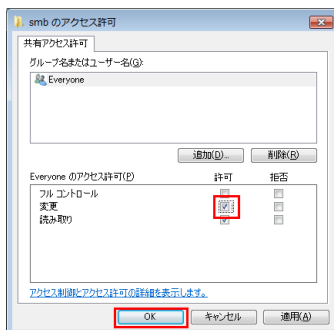 smb のアクセス許可
共有アクセス許可
グループ名またはユーザー名(G):
Everyone
追加(D)...
削除(R)
Everyone のアクセス許可(P)
許可
拒否
フル コントロール
変更
読み取り
アクセス制御とアクセス許可の詳細を表示します。
OK
キャンセル
適用(A)